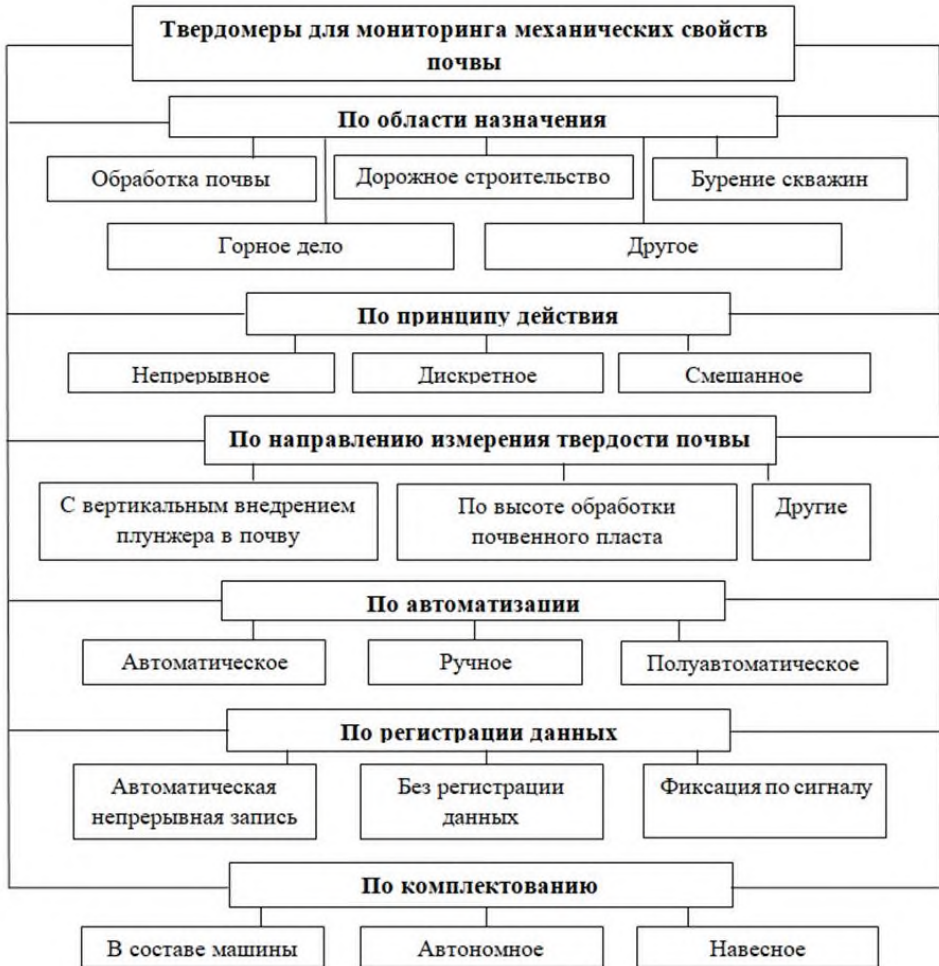 Твердомеры для мониторинга механических свойств
почвы
По области назначения
Обработка почвы
Дорожное строительство
Бурение скважин
Горное дело
Другое
По принципу действия
Непрерывное
Дискретное
Смешанное
По направлению измерения твердости почвы
С вертикальным внедрением
плунжера в почву
По высоте обработки
почвенного пласта
Другие
По автоматизации
Автоматическое
Ручное
Полуавтоматическое
По регистрации данных
Автоматическая
непрерывная запись
Без регистрации
данных
Фиксация по сигналу
По комплектованию
В составе машины
Автономное
Навесное